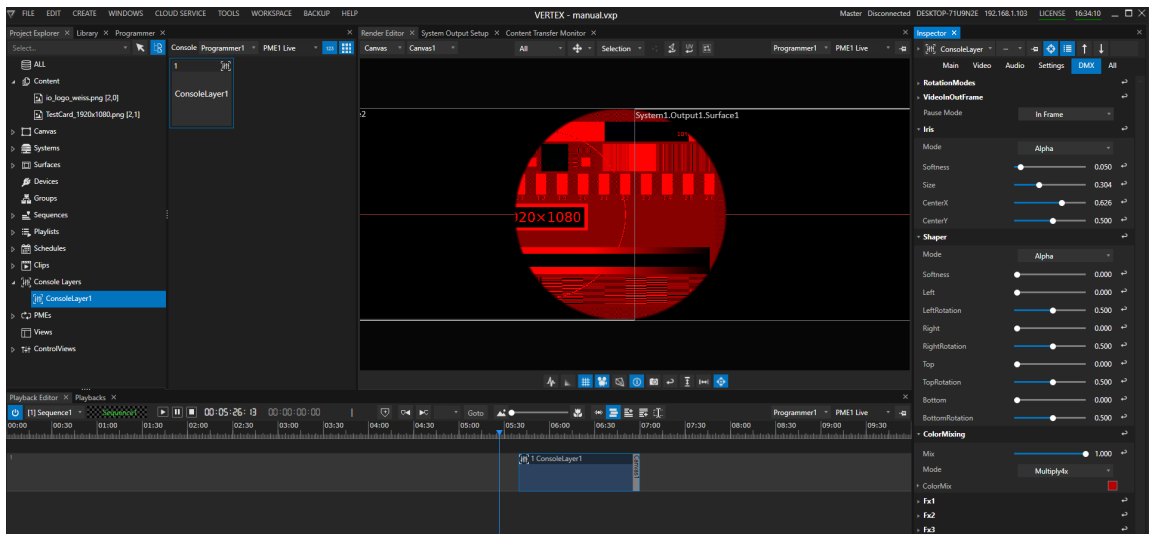 FILE EDIT CREATE WINDOWS CLOUD SERVICE TOOLS WORKSPACE BACKUP HELP
VERTEX - manual.vxp
Master Disconnected DESKTOP-71U9N2E 192.168.1.103 LICENSE 16:34:10
Project Explorer × Library × Programmer ×
Select...
ALL
Content
io_logo_weiss.png [2,0]
TestCard_1920x1080.png [2,1]
Canvas
Systems
Surfaces
Devices
Groups
Sequences
Playlists
Schedules
Clips
Console Layers
ConsoleLayer1
PMEs
Views
ControlViews
Console Programmer1 PME1 Live 123
1
ConsoleLayer1
Render Editor × System Output Setup × Content Transfer Monitor ×
Canvas Canvas1 All Selection UV Programmer1 PME1 Live
:2
System1.Output1.Surface1
10%
920×1080
Inspector ×
ConsoleLayer
Main Video Audio Settings DMX All
RotationModes
VideoInOutFrame
Pause Mode In Frame
Iris
Mode Alpha
Softness 0.050
Size 0.304
CenterX 0.626
CenterY 0.500
Shaper
Mode Alpha
Softness 0.000
Left 0.000
LeftRotation 0.500
Right 0.000
RightRotation 0.500
Top 0.000
TopRotation 0.500
Bottom 0.000
BottomRotation 0.500
ColorMixing
Mix 1.000
Mode Multiply4x
ColorMix
Fx1
Fx2
Fx3
Playback Editor × Playbacks ×
[1] Sequence1 Sequence1 00:05:26:13 00:00:00:00 Goto Programmer1 PME1 Live
00:00 00:30 01:00 01:30 02:00 02:30 03:00 03:30 04:00 04:30 05:00 05:30 06:00 06:30 07:00 07:30 08:00 08:30 09:00 09:30
1
1 ConsoleLayer1